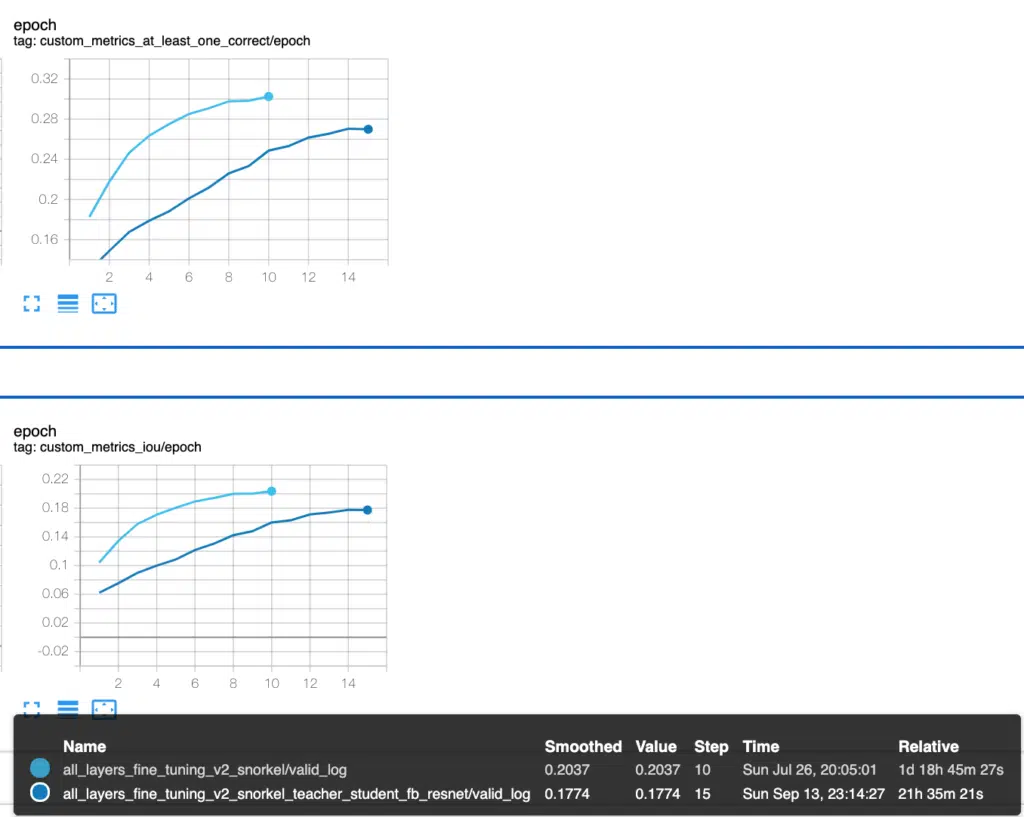 epoch
tag: custom_metrics_at_least_one_correct/epoch
0.32
0.28
0.24
0.2
0.16
2 4 6 8 10 12 14
epoch
tag: custom_metrics_iou/epoch
0.22
0.18
0.14
0.1
0.06
0.02
-0.02
2 4 6 8 10 12 14
Name Smoothed Value Step Time Relative
all_layers_fine_tuning_v2_snorkel/valid_log 0.2037 0.2037 10 Sun Jul 26, 20:05:01 1d 18h 45m 27s
all_layers_fine_tuning_v2_snorkel_teacher_student_fb_resnet/valid_log 0.1774 0.1774 15 Sun Sep 13, 23:14:27 21h 35m 21s